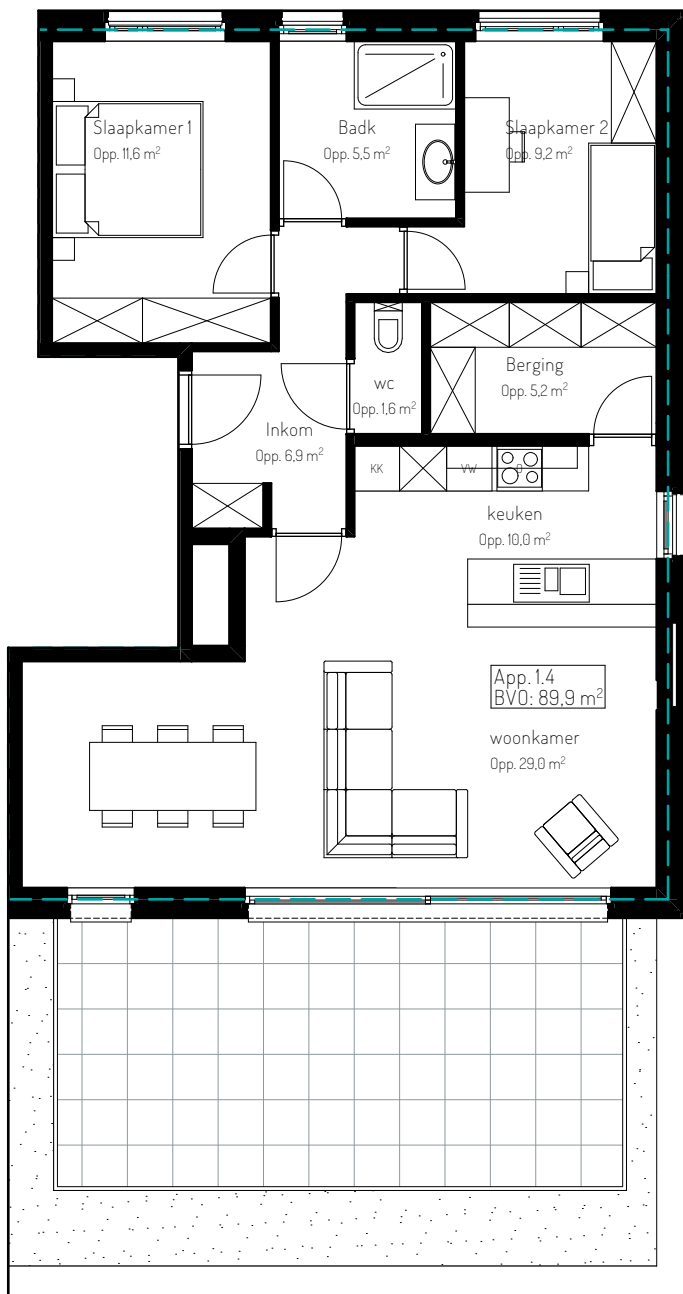 Slaapkamer 1
Opp. 11,6 m²
Badk
Opp. 5,5 m²
Slaapkamer 2
Opp. 9,2 m²
Berging
Opp. 5,2 m²
wc
Opp. 1,6 m²
Inkom
Opp. 6,9 m²
KK
VW
keuken
Opp. 10,0 m²
App. 1.4
BVO: 89,9 m²
woonkamer
Opp. 29,0 m²